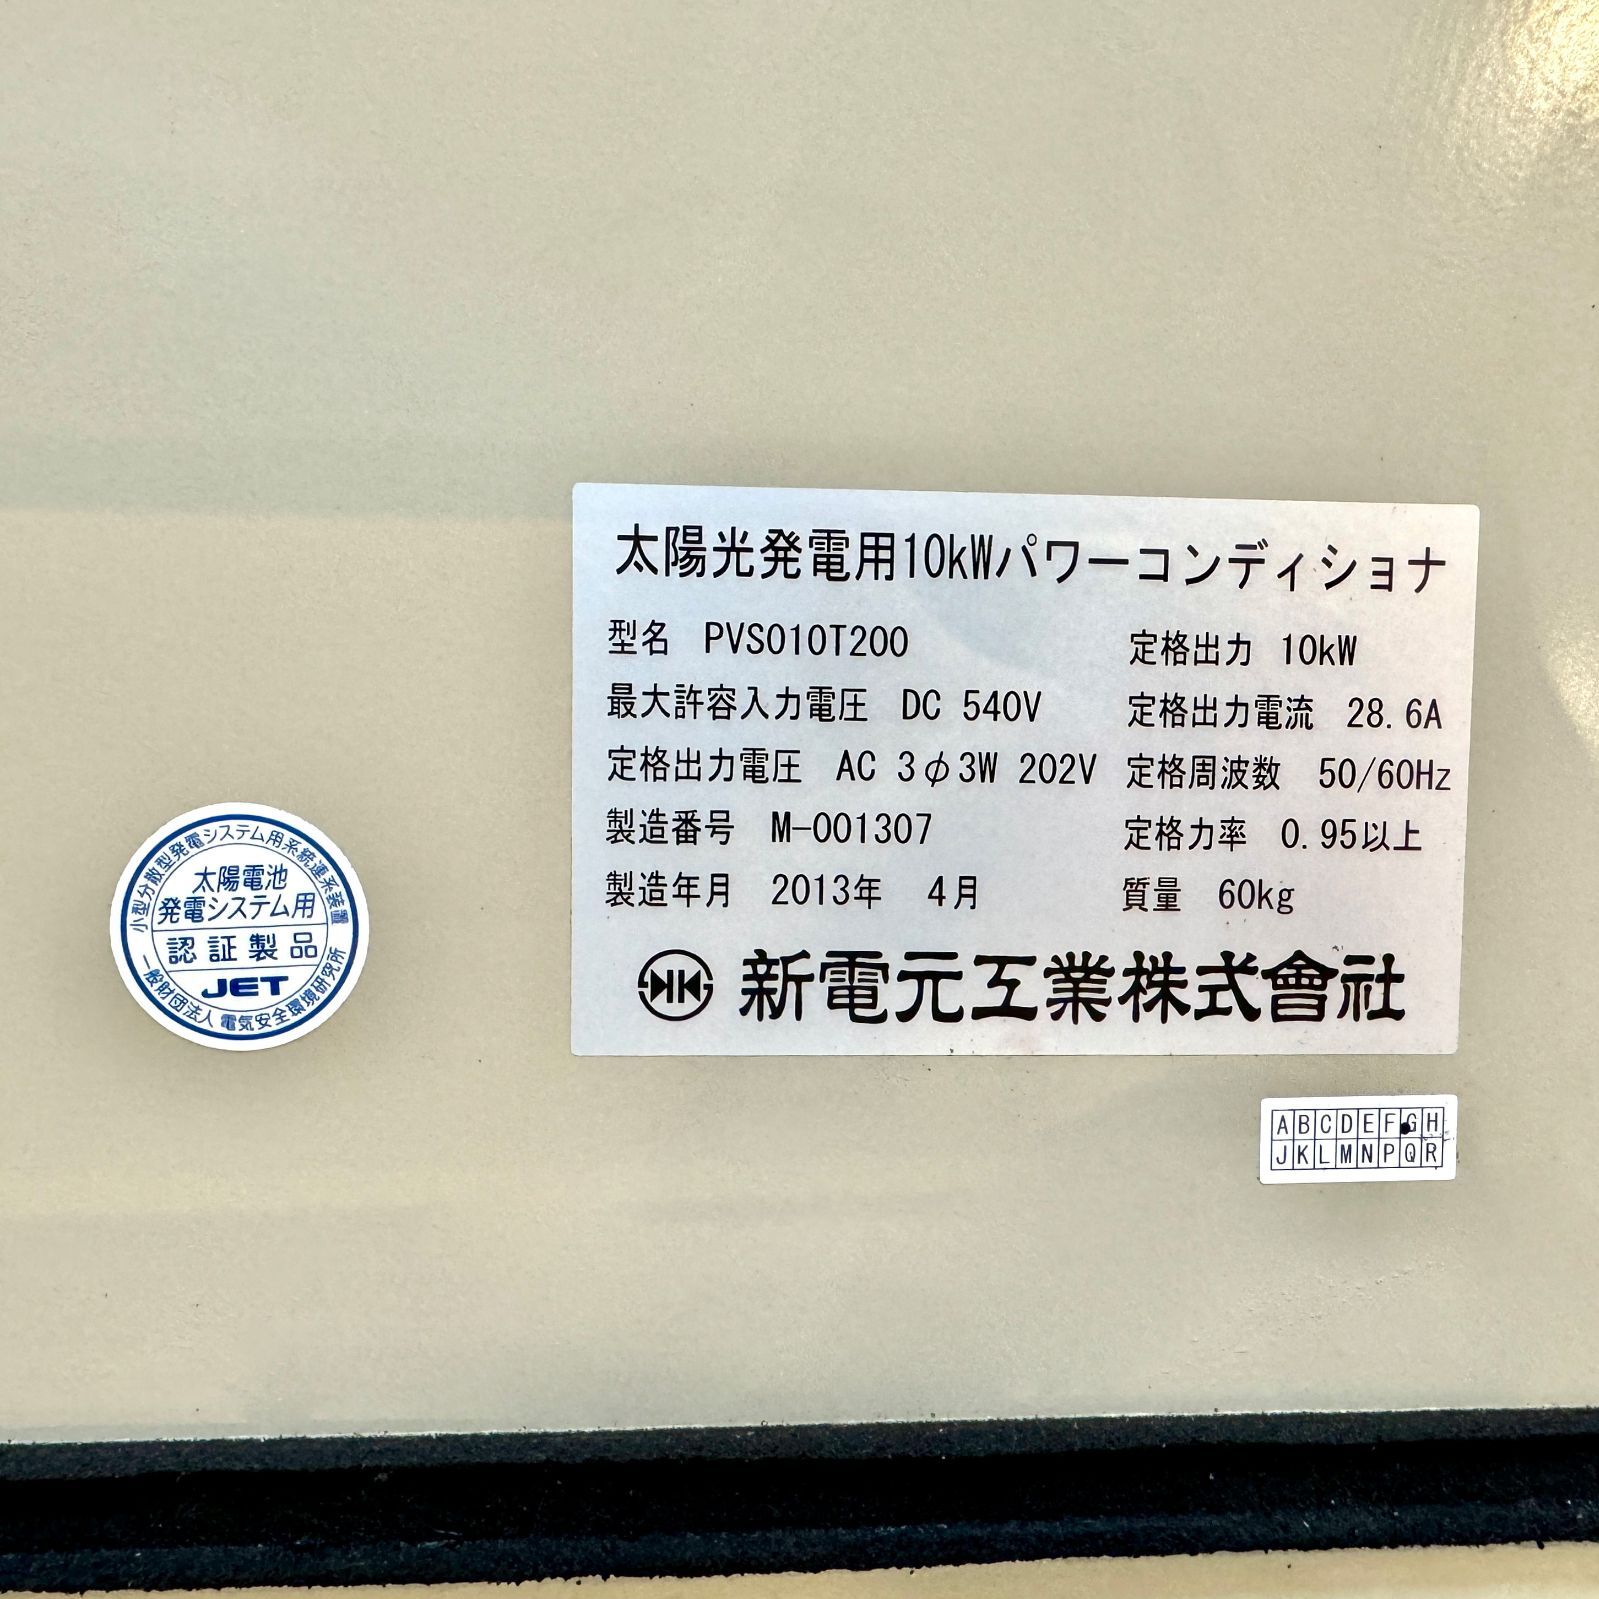 太陽光発電用10kWパワーコンディショナ
型名 PVS010T200 定格出力 10kW
最大許容入力電圧 DC 540V 定格出力電流 28.6A
定格出力電圧 AC 3φ3W 202V 定格周波数 50/60Hz
製造番号 M-001307 定格力率 0.95以上
製造年月 2013年 4月 質量 60kg
新電元工業株式會社
小型分散型発電システム用系統連系装置
太陽電池
発電システム用
認証製品
JET
一般財団法人 電気安全環境研究所
ABCDEFGH
JKLMNPQR